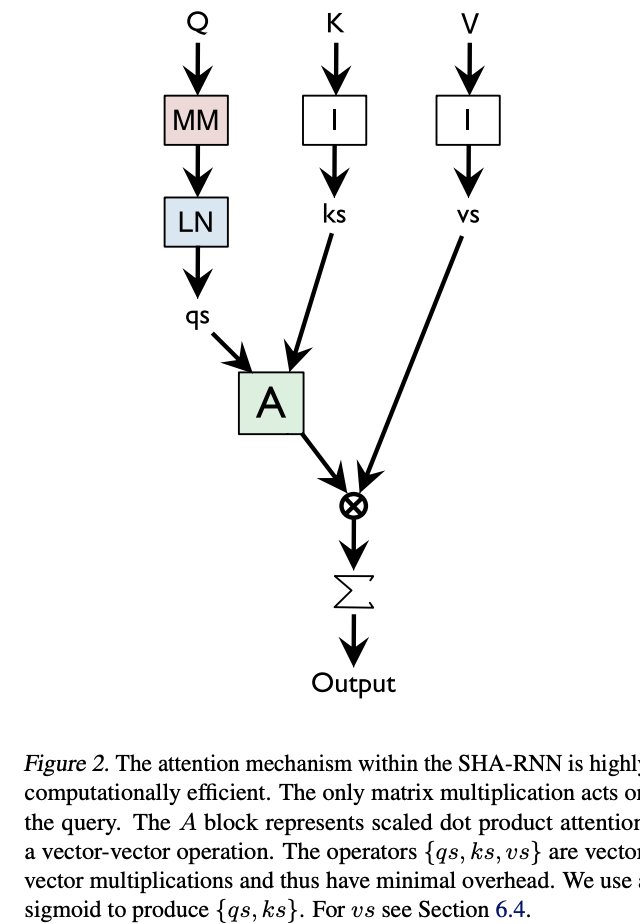 Q K V
MM I I
LN ks vs
qs
A
⊗
∑
Output
Figure 2. The attention mechanism within the SHA-RNN is highly
computationally efficient. The only matrix multiplication acts on
the query. The A block represents scaled dot product attention
a vector-vector operation. The operators {qs, ks, vs} are vector
vector multiplications and thus have minimal overhead. We use a
sigmoid to produce {qs, ks}. For vs see Section 6.4.